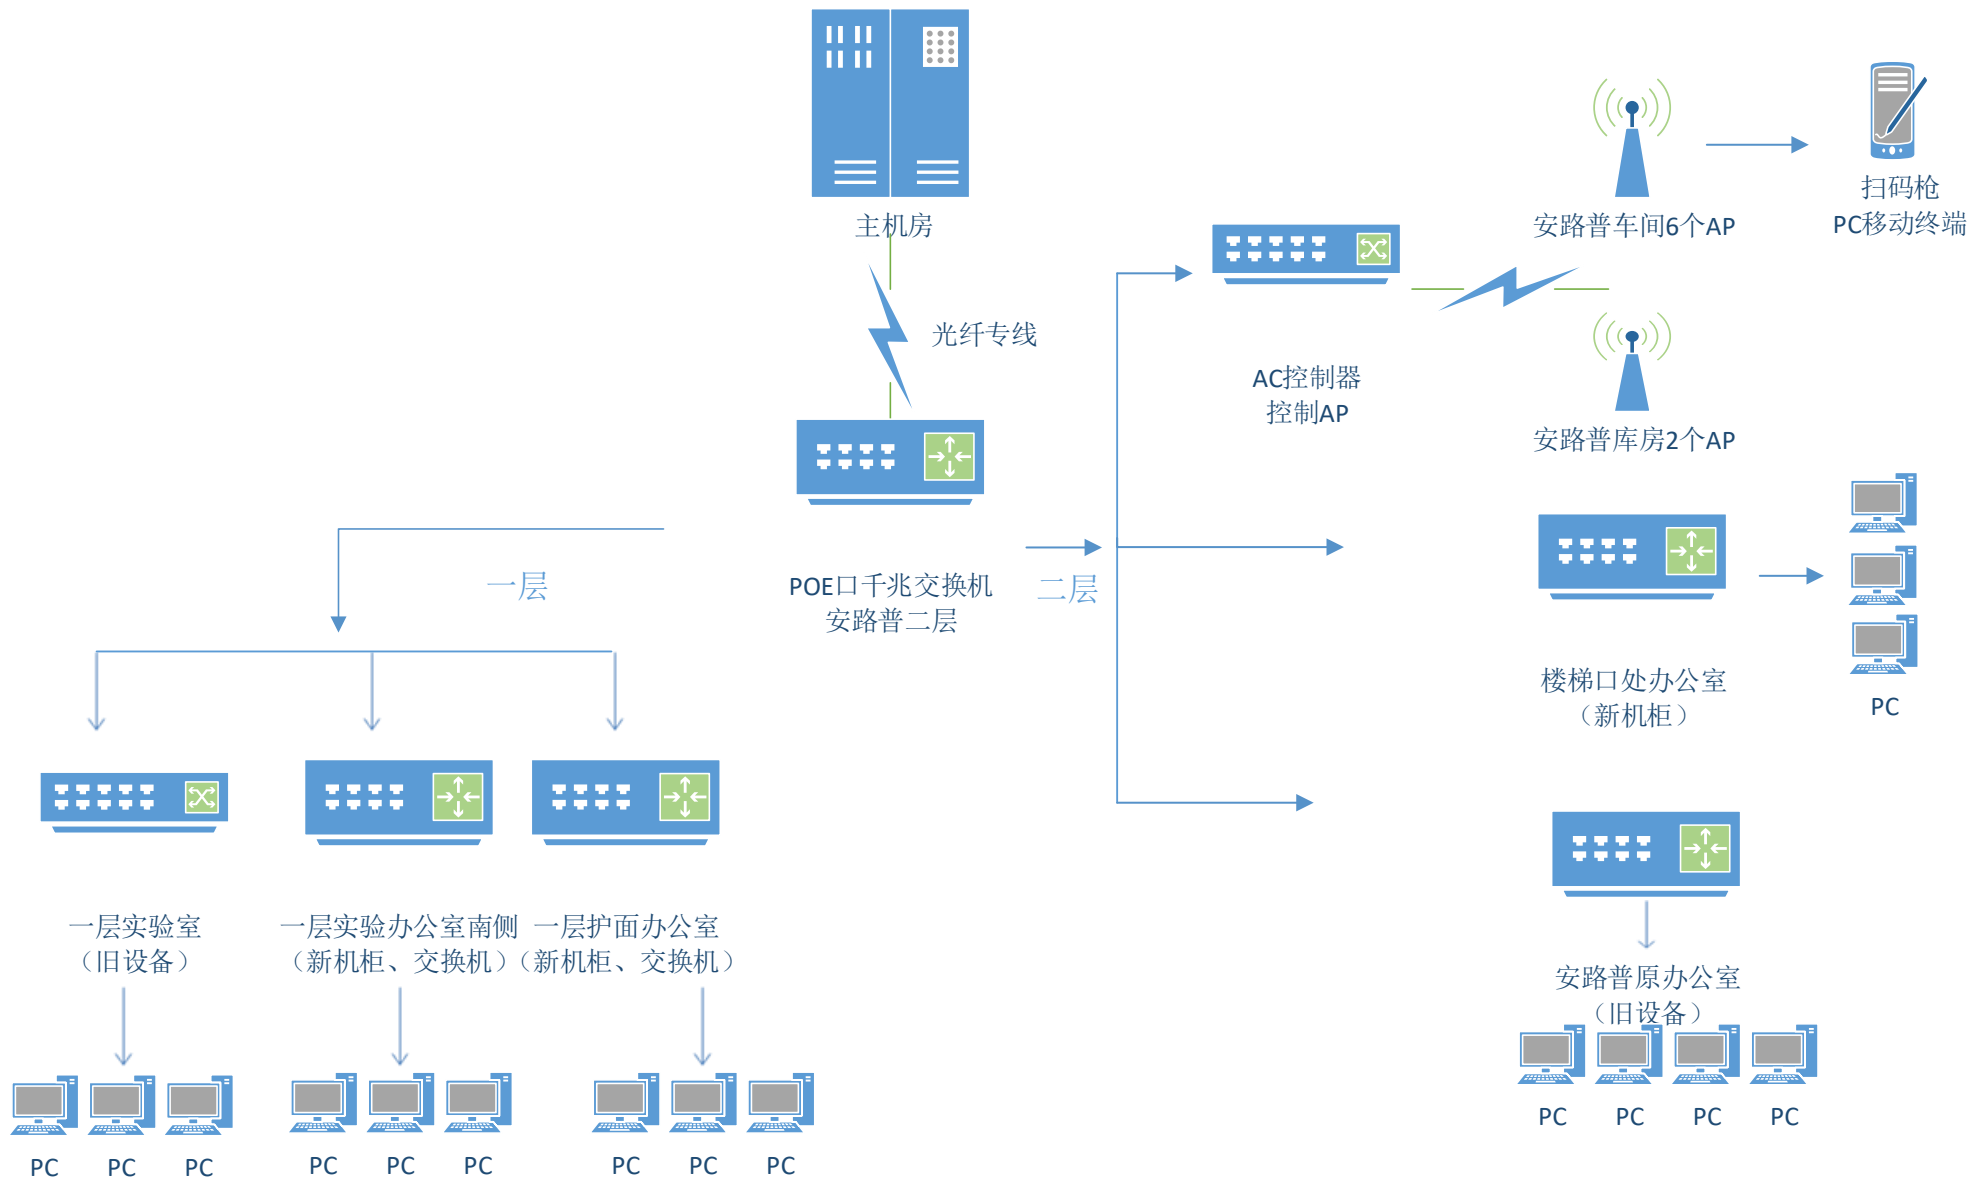 主机房
光纤专线
安路普车间6个AP
扫码枪
PC移动终端
AC控制器
控制AP
安路普库房2个AP
一层
POE口千兆交换机
安路普二层
二层
楼梯口处办公室
（新机柜）
PC
一层实验室
（旧设备）
一层实验办公室南侧
（新机柜、交换机）
一层护面办公室
（新机柜、交换机）
安路普原办公室
（旧设备）
PC PC PC PC
PC PC PC
PC PC PC
PC PC PC